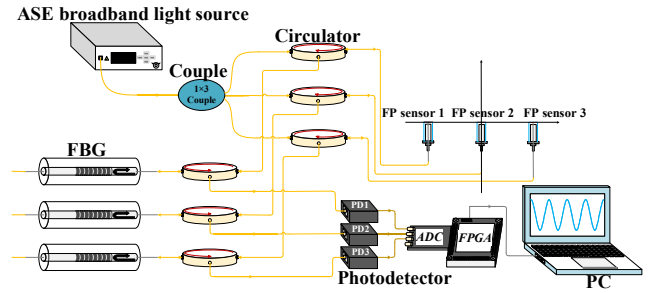 ASE broadband light source
Circulator
Couple
1×3
Couple
FP sensor 1
FP sensor 2
FP sensor 3
FBG
PD1
PD2
PD3
ADC
FPGA
Photodetector
PC